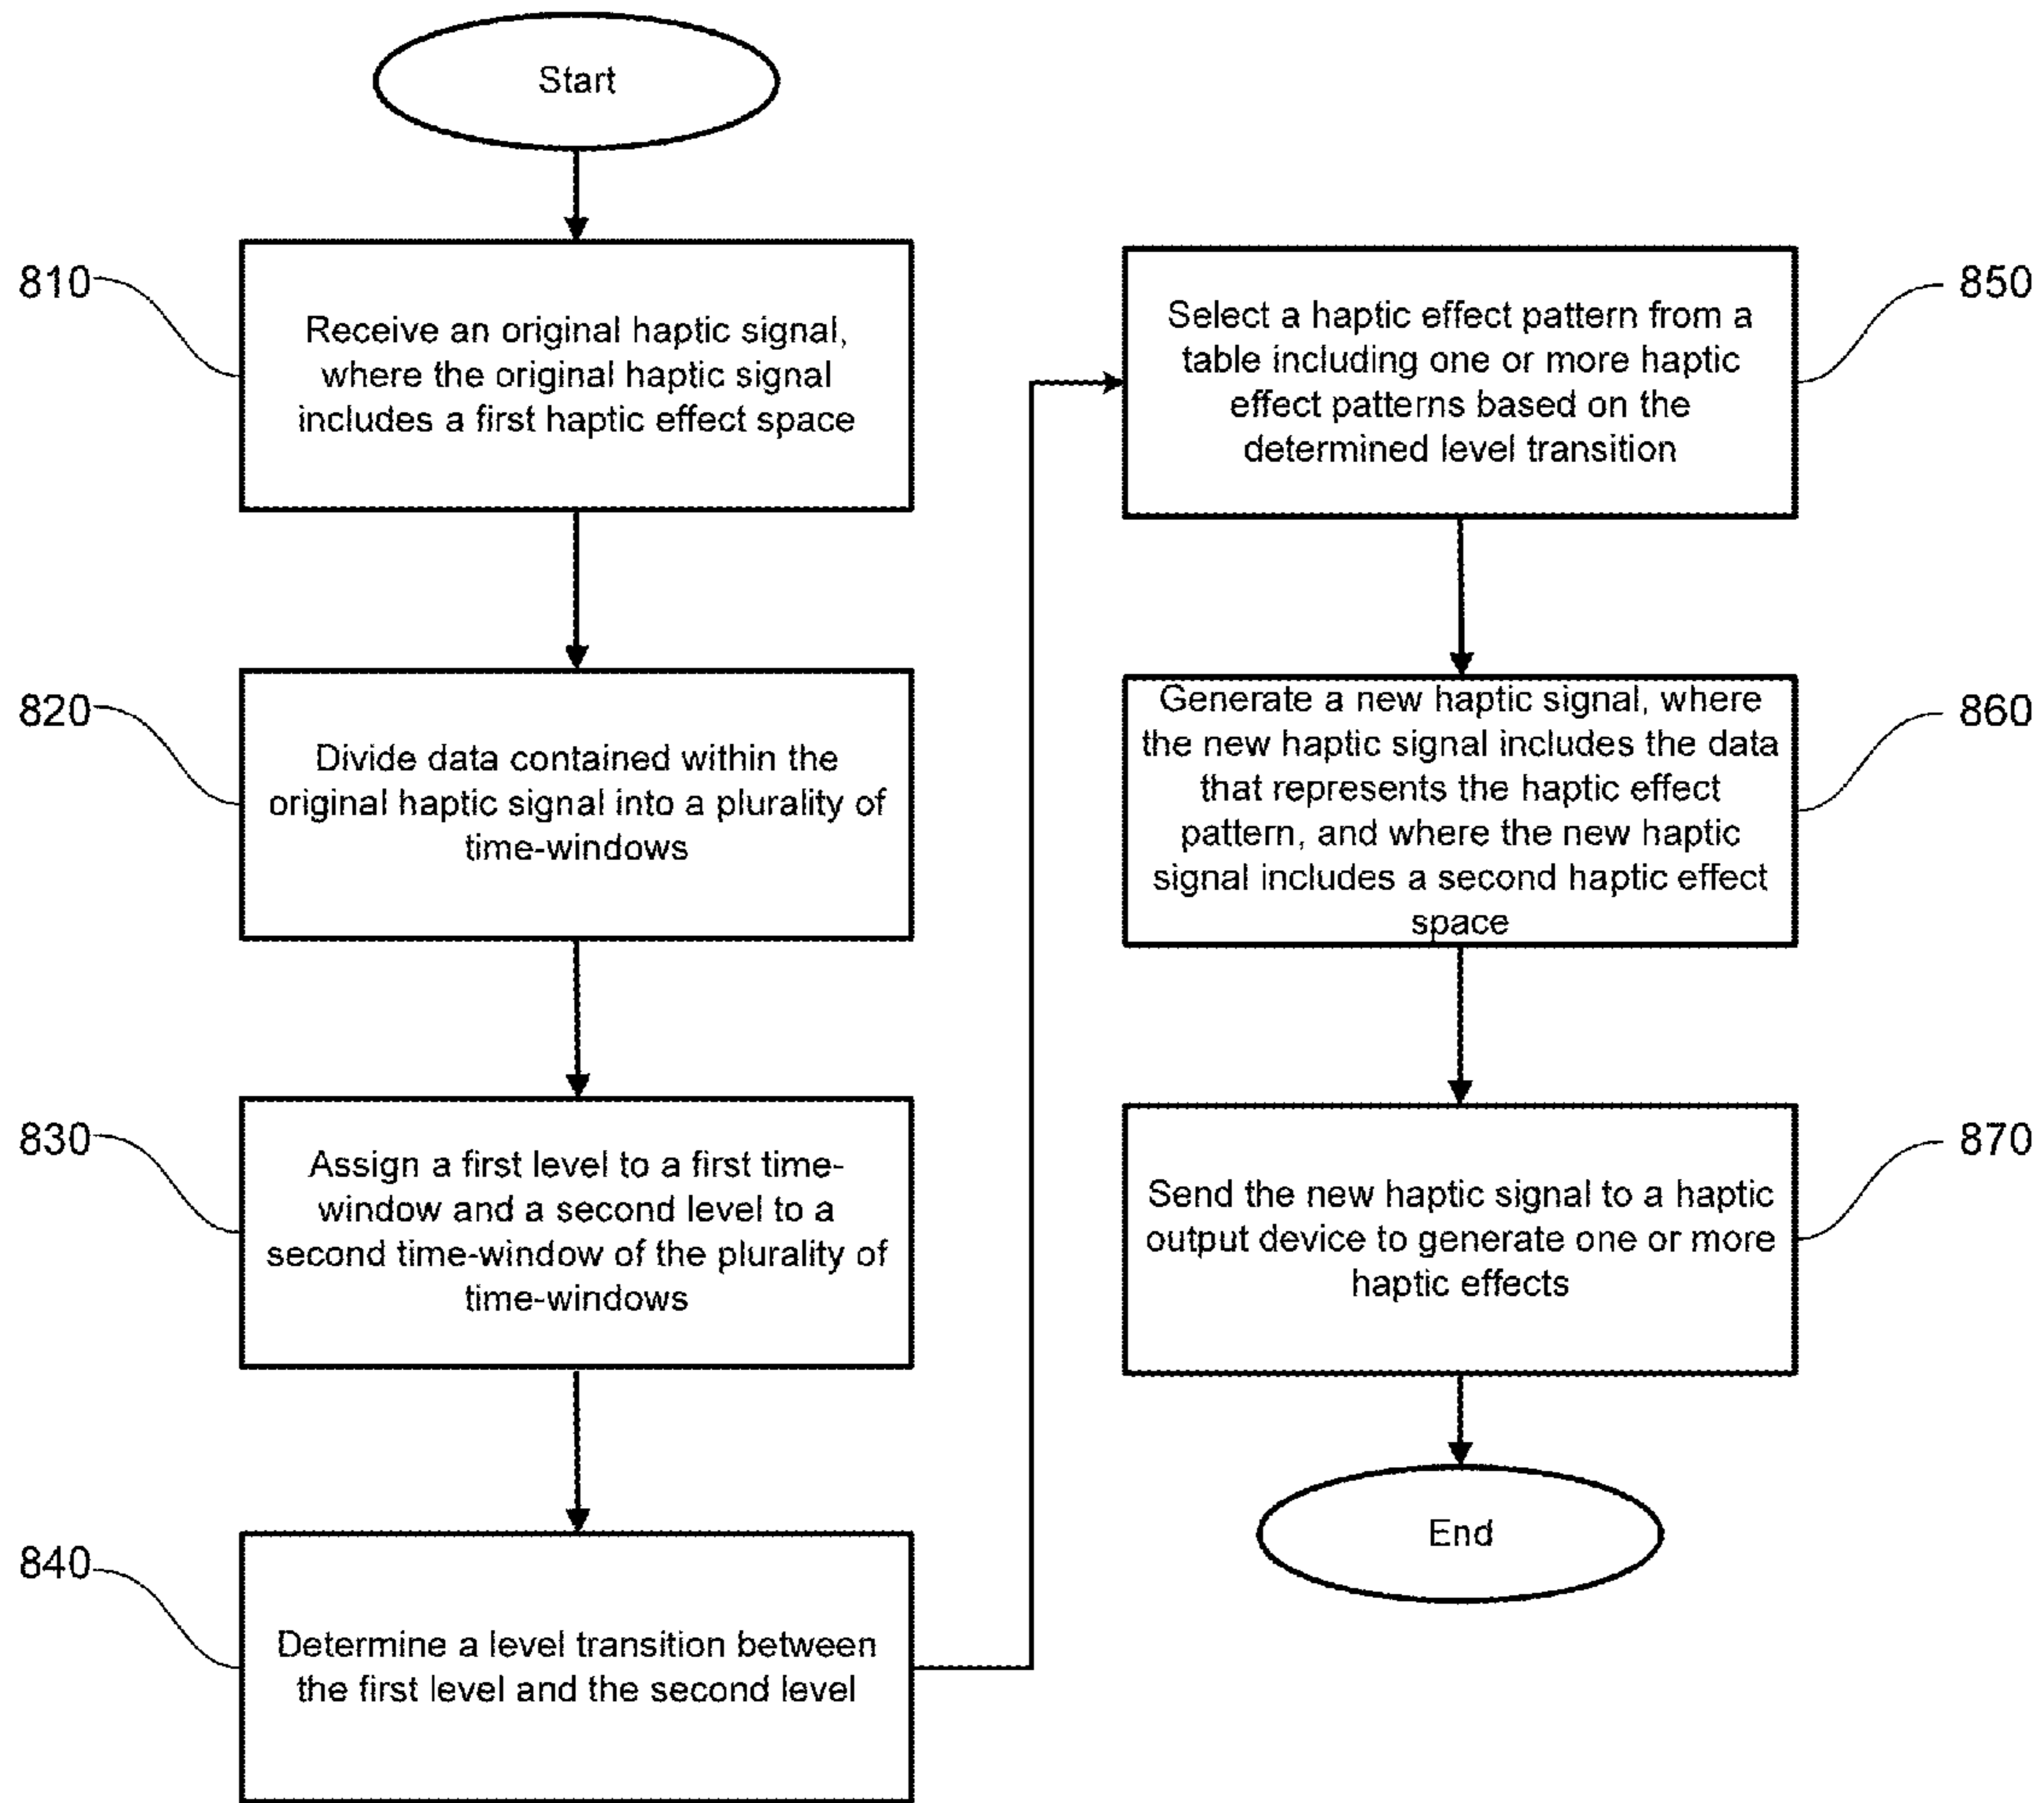 Start
810
Receive an original haptic signal,
where the original haptic signal
includes a first haptic effect space
820
Divide data contained within the
original haptic signal into a plurality of
time-windows
830
Assign a first level to a first time-
window and a second level to a
second time-window of the plurality of
time-windows
840
Determine a level transition between
the first level and the second level
850
Select a haptic effect pattern from a
table including one or more haptic
effect patterns based on the
determined level transition
860
Generate a new haptic signal, where
the new haptic signal includes the data
that represents the haptic effect
pattern, and where the new haptic
signal includes a second haptic effect
space
870
Send the new haptic signal to a haptic
output device to generate one or more
haptic effects
End